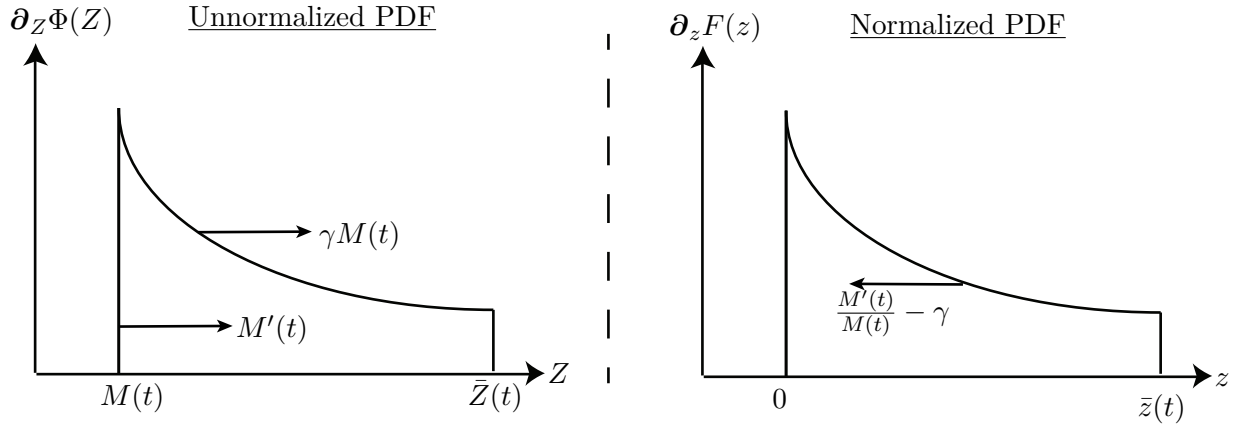 ∂_ZΦ(Z)
Unnormalized PDF
γM(t)
M′(t)
Z
M(t)
Z̄(t)
∂_zF(z)
Normalized PDF
M′(t)/M(t) − γ
z
0
z̄(t)